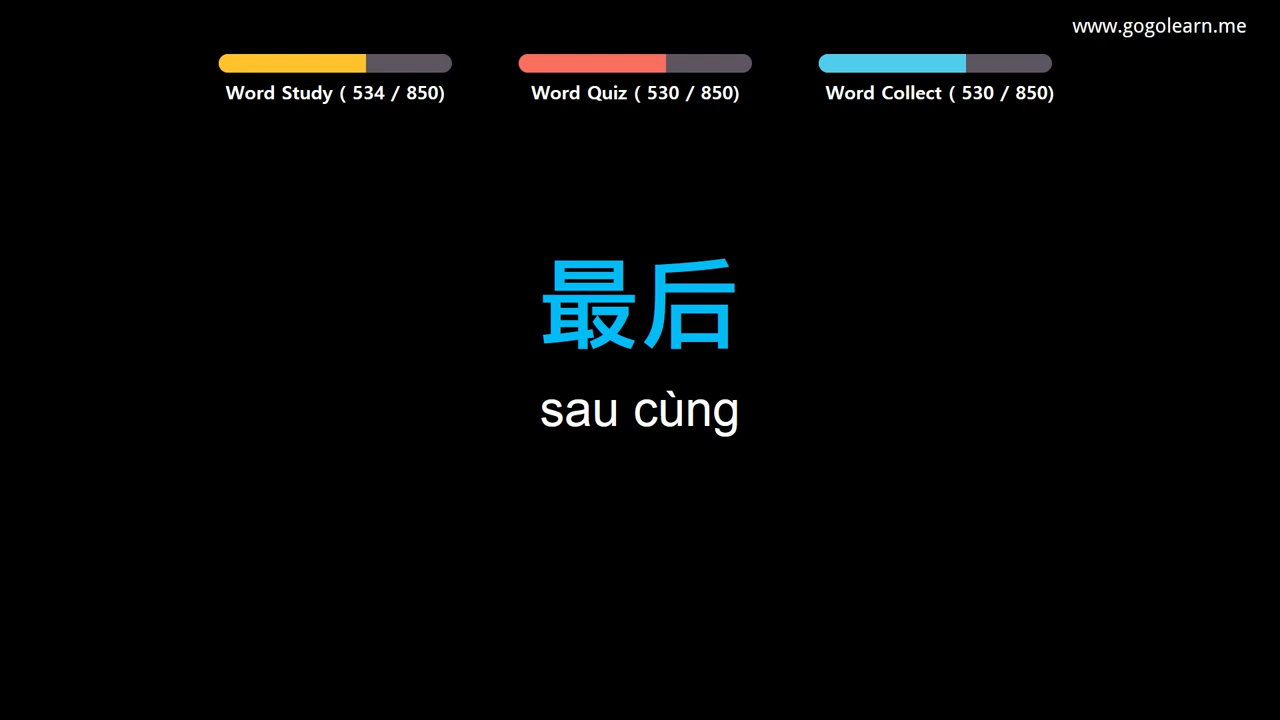 www.gogolearn.me
Word Study ( 534 / 850)
Word Quiz ( 530 / 850)
Word Collect ( 530 / 850)
最后
sau cùng